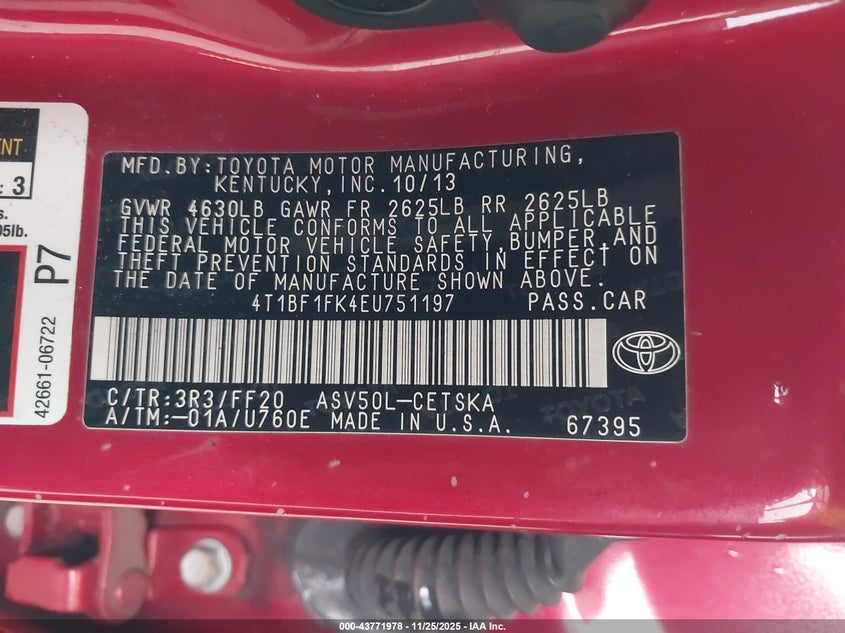 ENT
: 3
s.
05lb.
P7
42661-06722
MFD.BY:TOYOTA MOTOR MANUFACTURING,
KENTUCKY,INC.10/13
GVWR 4630LB GAWR FR 2625LB RR 2625LB
THIS VEHICLE CONFORMS TO ALL APPLICABLE
FEDERAL MOTOR VEHICLE SAFETY,BUMPER,AND
THEFT PREVENTION STANDARDS IN EFFECT ON
THE DATE OF MANUFACTURE SHOWN ABOVE.
4T1BF1FK4EU751197 PASS.CAR
C/TR:3R3/FF20 ASV50L-CETSKA
A/TM:-01A/U760E MADE IN U.S.A. 67395
TOYOTA
000-43771978 - 11/25/2025 - IAA Inc.